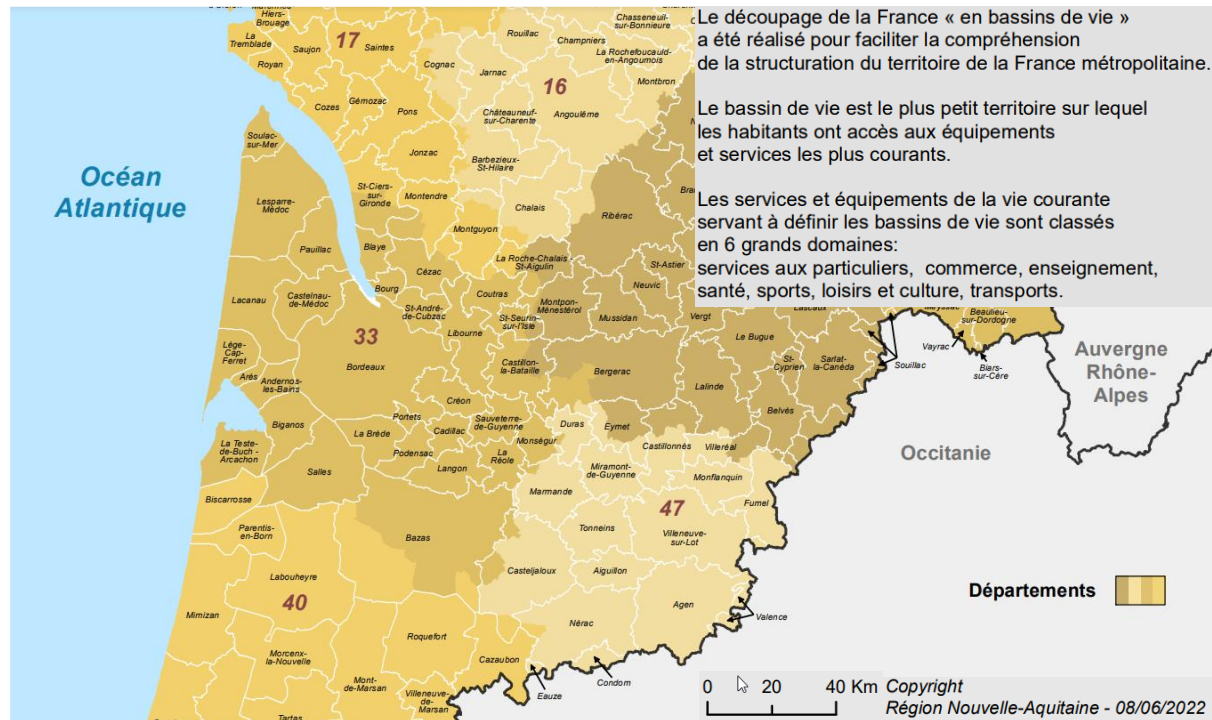 Le découpage de la France « en bassins de vie »
a été réalisé pour faciliter la compréhension
de la structuration du territoire de la France métropolitaine.
Le bassin de vie est le plus petit territoire sur lequel
les habitants ont accès aux équipements
et services les plus courants.
Les services et équipements de la vie courante
servant à définir les bassins de vie sont classés
en 6 grands domaines:
services aux particuliers, commerce, enseignement,
santé, sports, loisirs et culture, transports.
Hiers-
Brouage
La
Tremblade
Royan
Saujon
17
Saintes
Cozes
Gémozac
Pons
Cognac
Jarnac
Rouillac
Champniers
Chasseneuil-
sur-Bonnieure
La Rochefoucauld-
en-Angoumois
Montbron
16
Châteauneuf-
sur-Charente
Angoulême
Jonzac
Barbezieux-
St-Hilaire
Chalais
Montendre
Montguyon
Océan
Atlantique
Soulac-
sur-Mer
Lesparre-
Médoc
St-Ciers-
sur-
Gironde
Pauillac
Blaye
Cézac
Bourg
St-André-
de-Cubzac
Lacanau
Castelnau-
de-Médoc
33
Bordeaux
Libourne
Coutras
La Roche-Chalais -
St-Aigulin
St-Seurin-
sur-l'Isle
Castillon-
la-Bataille
Ribérac
St-Astier
Neuvic
Montpon-
Ménestérol
Mussidan
Vergt
Le Bugue
St-
Cyprien
Sarlat-
la-Canéda
Bergerac
Lalinde
Belvès
Souillac
Vayrac
Biars-
sur-Cère
Beaulieu-
sur-Dordogne
Auvergne
Rhône-
Alpes
Occitanie
Lège-
Cap-
Ferret
Arès
Andernos-
les-Bains
Biganos
La Teste-
de-Buch -
Arcachon
Salles
Portets
La Brède
Podensac
Cadillac
Créon
Langon
Sauveterre-
de-Guyenne
La
Réole
Monségur
Duras
Eymet
Bazas
Castillonnès
Villeréal
Miramont-
de-Guyenne
Monflanquin
Marmande
47
Fumel
Tonneins
Villeneuve-
sur-Lot
Casteljaloux
Aiguillon
Agen
Valence
Nérac
Condom
Eauze
Biscarrosse
Parentis-
en-Born
Labouheyre
40
Mimizan
Morcenx-
la-Nouvelle
Roquefort
Mont-
de-Marsan
Cazaubon
Villeneuve-
de-
Marsan
Tartas
Départements
0 20 40 Km
Copyright
Région Nouvelle-Aquitaine - 08/06/2022